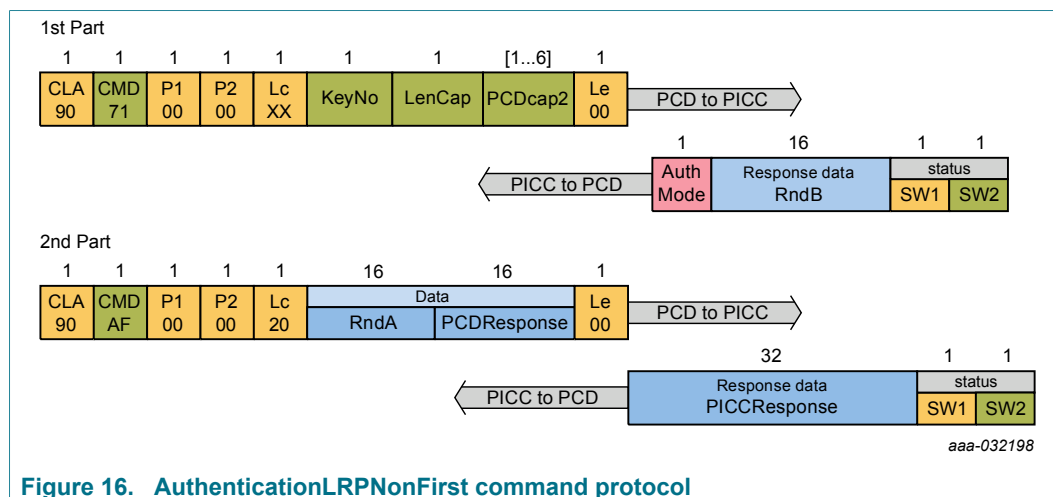 1st Part
1 1 1 1 1 1 1 [1...6] 1
CLA CMD P1 P2 Lc KeyNo LenCap PCDcap2 Le
90 71 00 00 XX 00
PCD to PICC
1 16 1 1
PICC to PCD
Auth Mode
Response data
RndB
status
SW1 SW2
2nd Part
1 1 1 1 1 16 16 1
CLA CMD P1 P2 Lc Data Le
90 AF 00 00 20 RndA PCDResponse 00
PCD to PICC
32 1 1
PICC to PCD
Response data
PICCResponse
status
SW1 SW2
aaa-032198
Figure 16. AuthenticationLRPNonFirst command protocol